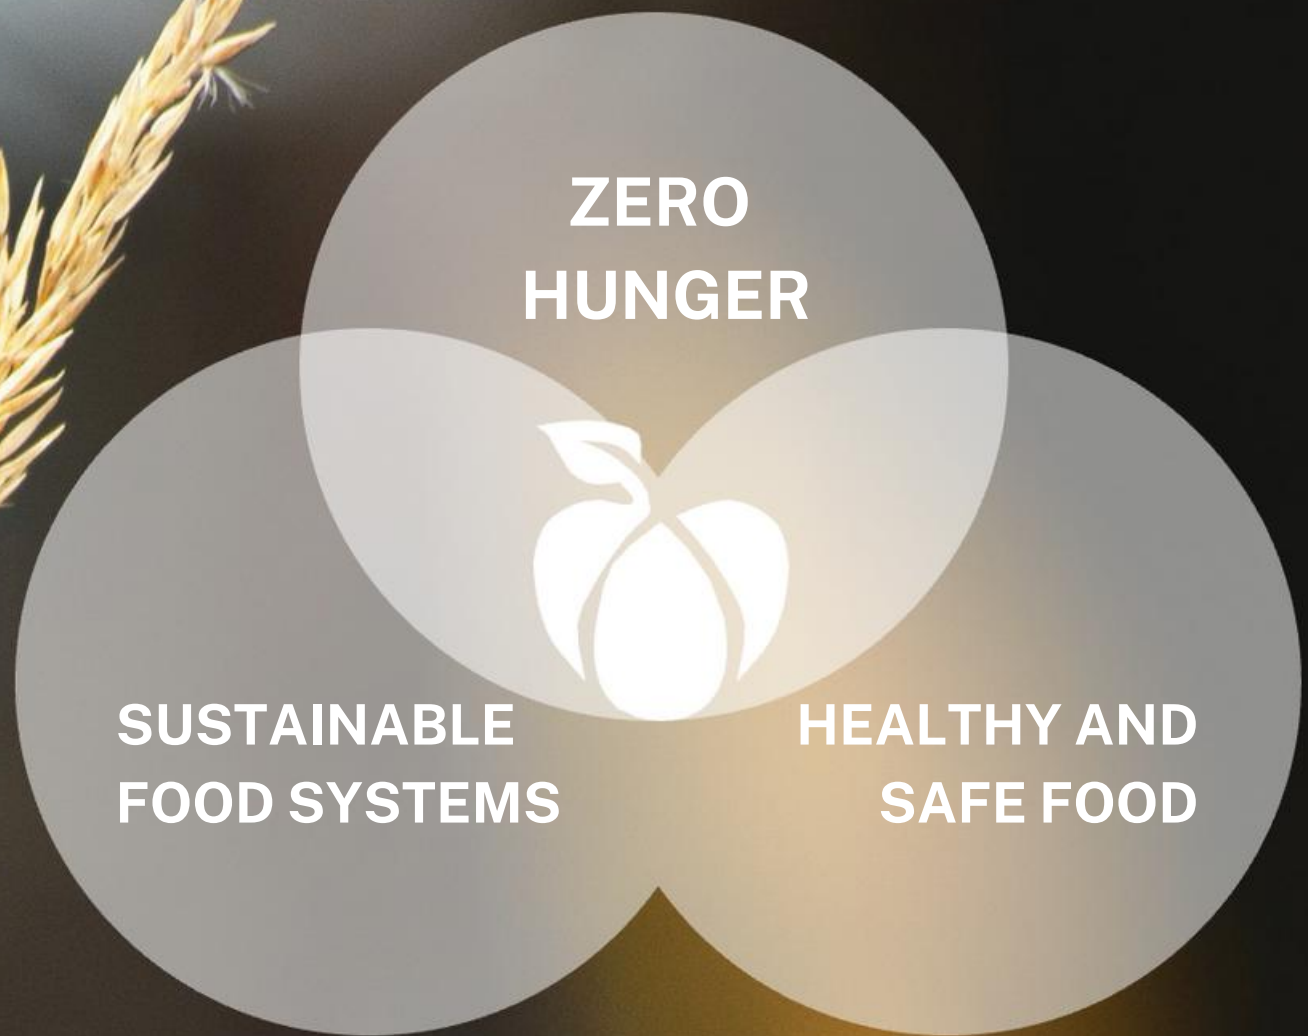 ZERO
HUNGER
SUSTAINABLE
FOOD SYSTEMS
HEALTHY AND
SAFE FOOD